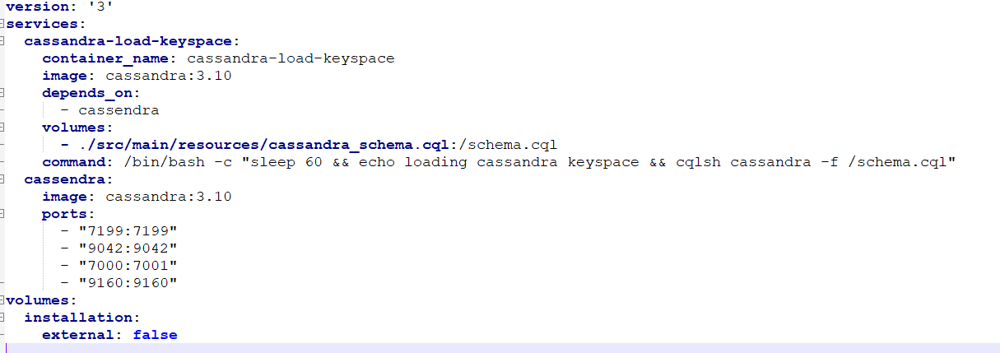 version: '3'
services:
  cassandra-load-keyspace:
    container_name: cassandra-load-keyspace
    image: cassandra:3.10
    depends_on:
      - cassendra
    volumes:
      - ./src/main/resources/cassandra_schema.cql:/schema.cql
    command: /bin/bash -c "sleep 60 && echo loading cassandra keyspace && cqlsh cassandra -f /schema.cql"
  cassendra:
    image: cassandra:3.10
    ports:
      - "7199:7199"
      - "9042:9042"
      - "7000:7001"
      - "9160:9160"
volumes:
  installation:
    external: false